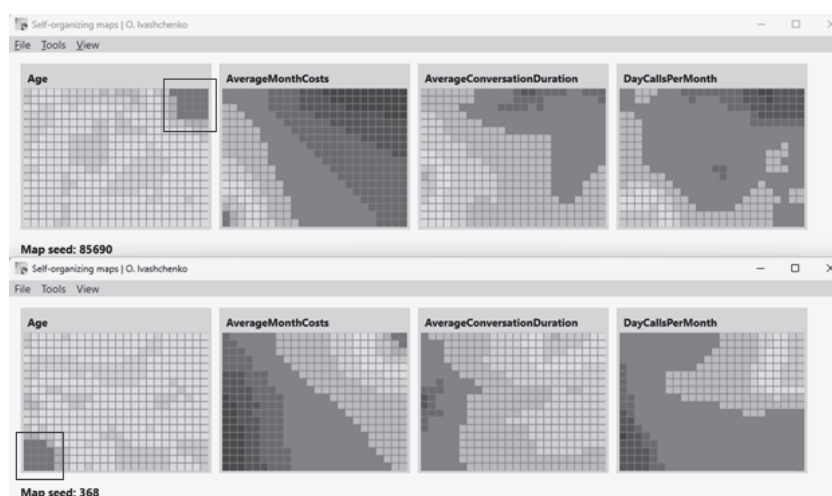 Self-organizing maps | O. Ivashchenko
File Tools View
Age AverageMonthCosts AverageConversationDuration DayCallsPerMonth
Map seed: 85690
Self-organizing maps | O. Ivashchenko
File Tools View
Age AverageMonthCosts AverageConversationDuration DayCallsPerMonth
Map seed: 368